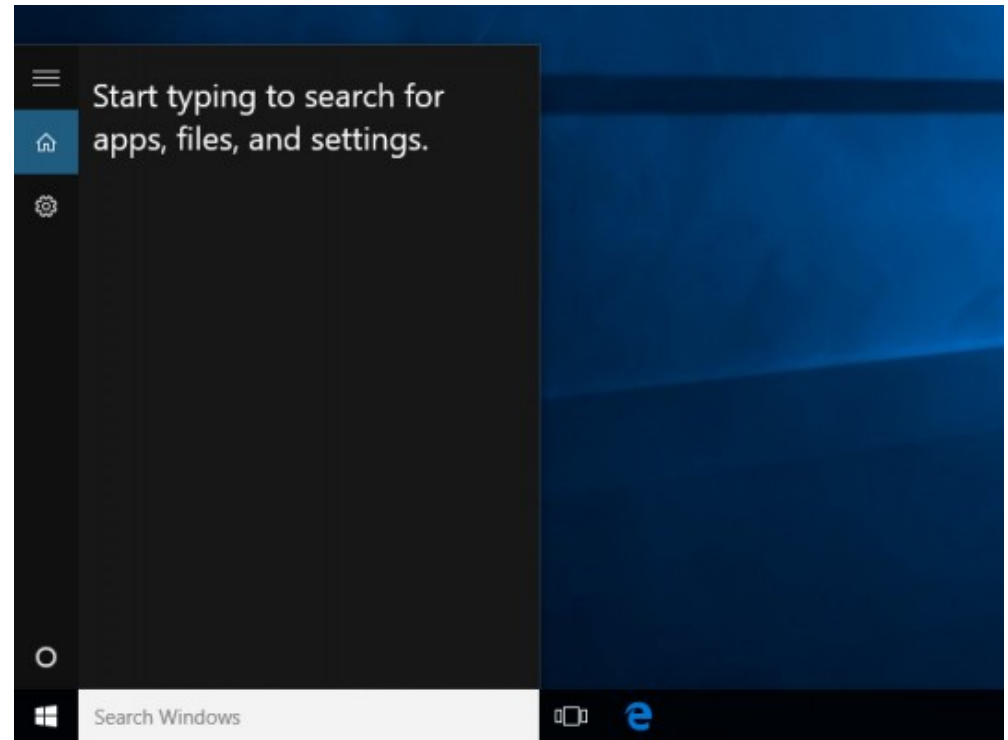 Start typing to search for
apps, files, and settings.
Search Windows